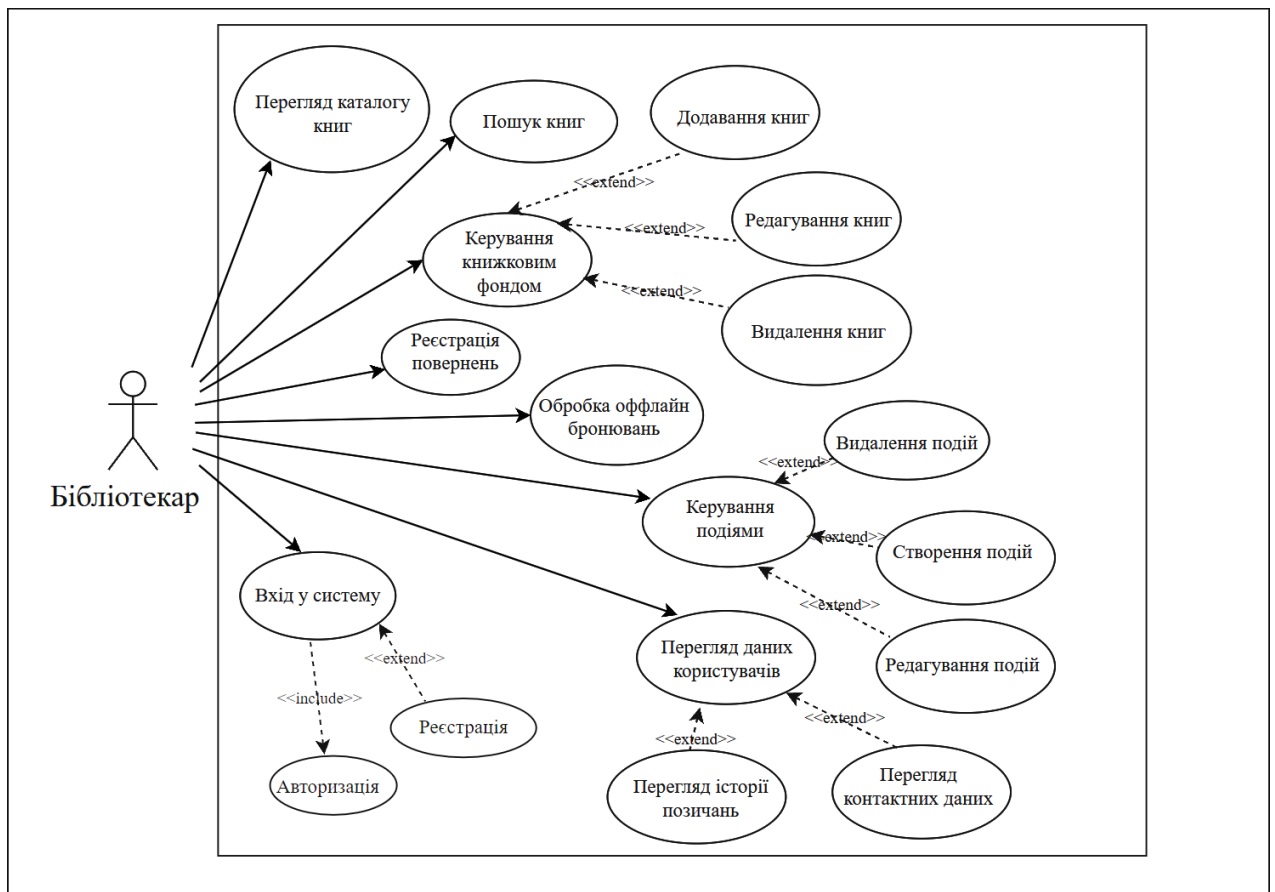 Перегляд каталогу
книг
Пошук книг
Додавання книг
<<extend>>
Редагування книг
<<extend>>
Керування
книжковим
фондом
<<extend>>
Видалення книг
Реєстрація
повернень
Обробка оффлайн
бронювань
Бібліотекар
Видалення подій
<<extend>>
Керування
подіями
<<extend>>
Створення подій
<<extend>>
Редагування подій
Вхід у систему
<<extend>>
<<include>>
Реєстрація
Авторизація
Перегляд даних
користувачів
<<extend>>
<<extend>>
Перегляд історії
позичань
Перегляд
контактних даних